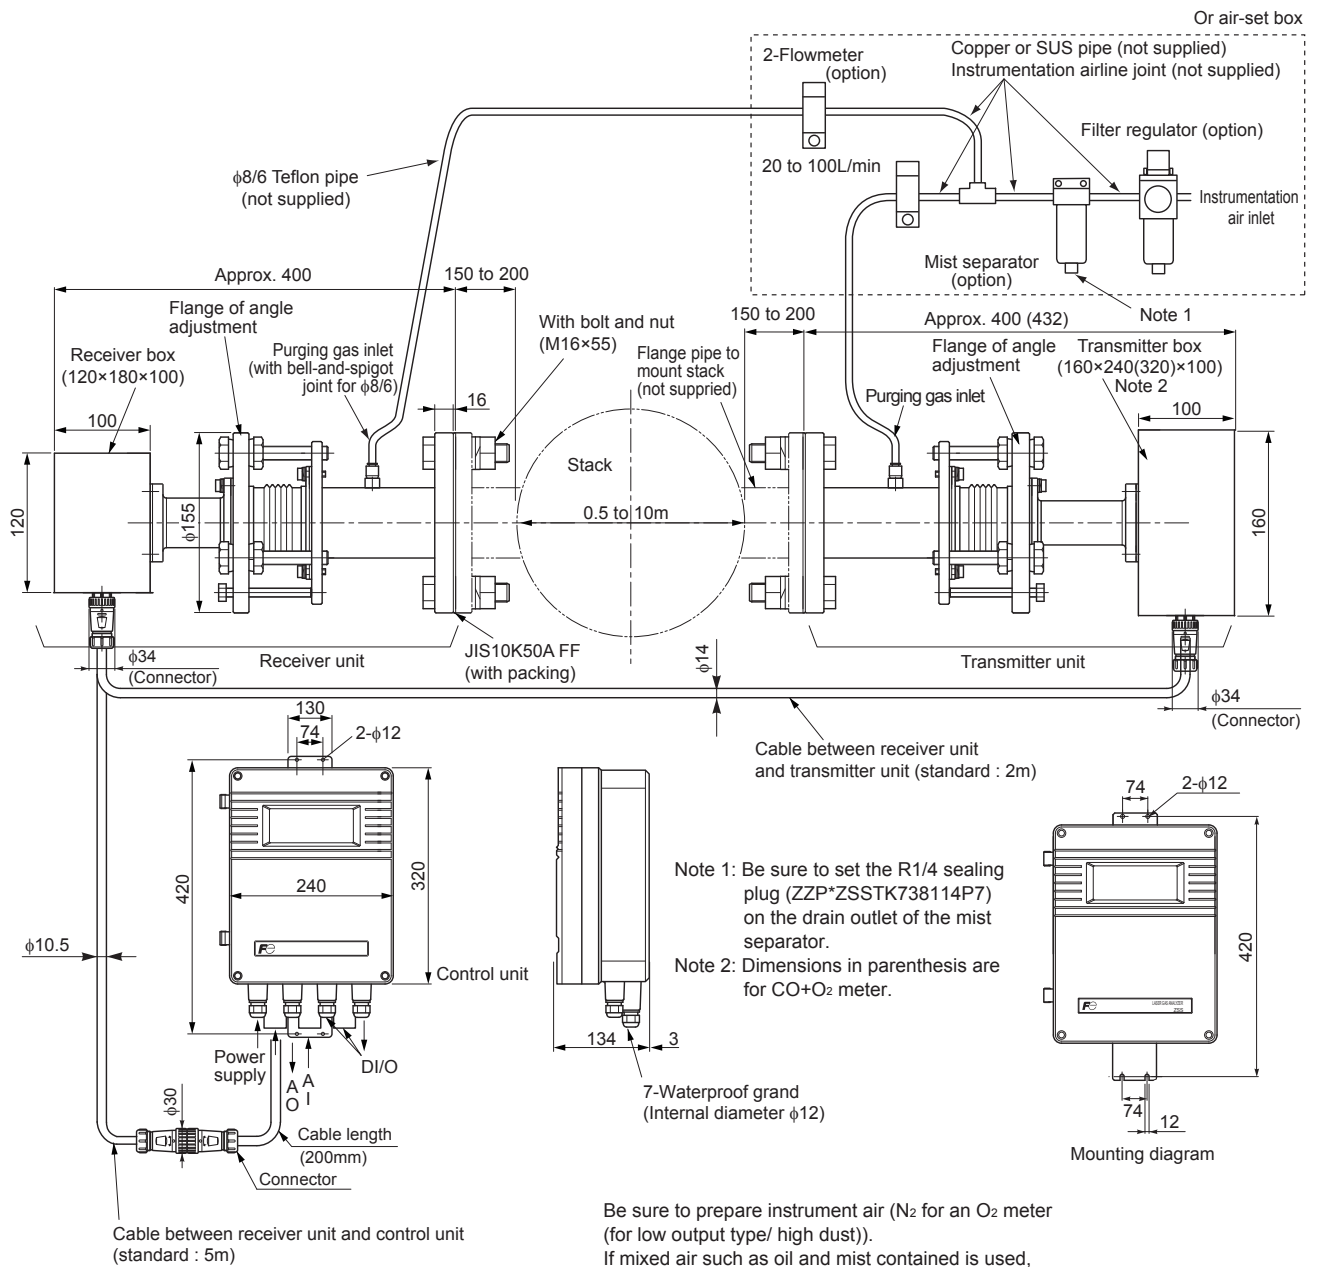 Or air-set box
2-Flowmeter
(option)
Copper or SUS pipe (not supplied)
Instrumentation airline joint (not supplied)
Filter regulator (option)
20 to 100L/min
φ8/6 Teflon pipe
(not supplied)
Instrumentation
air inlet
Mist separator
(option)
Note 1
Approx. 400
150 to 200
150 to 200
Approx. 400 (432)
Flange of angle
adjustment
With bolt and nut
(M16×55)
Receiver box
(120×180×100)
Purging gas inlet
(with bell-and-spigot
joint for φ8/6)
Flange pipe to
mount stack
(not suppried)
Flange of angle
adjustment
Transmitter box
(160×240(320)×100)
Note 2
Purging gas inlet
16
100
100
Stack
0.5 to 10m
120
φ155
160
Receiver unit
JIS10K50A FF
(with packing)
φ14
Transmitter unit
φ34
(Connector)
φ34
(Connector)
130
74
2-φ12
Cable between receiver unit
and transmitter unit (standard : 2m)
420
240
320
FE
Control unit
φ10.5
Power
supply
A
O
A
I
DI/O
134
3
7-Waterproof grand
(Internal diameter φ12)
Note 1: Be sure to set the R1/4 sealing
plug (ZZP*ZSSTK738114P7)
on the drain outlet of the mist
separator.
Note 2: Dimensions in parenthesis are
for CO+O2 meter.
74
2-φ12
420
FE
LASER GAS ANALYZER
ZSS
74
12
Mounting diagram
φ30
Cable length
(200mm)
Connector
Cable between receiver unit and control unit
(standard : 5m)
Be sure to prepare instrument air (N2 for an O2 meter
(for low output type/ high dust)).
If mixed air such as oil and mist contained is used,